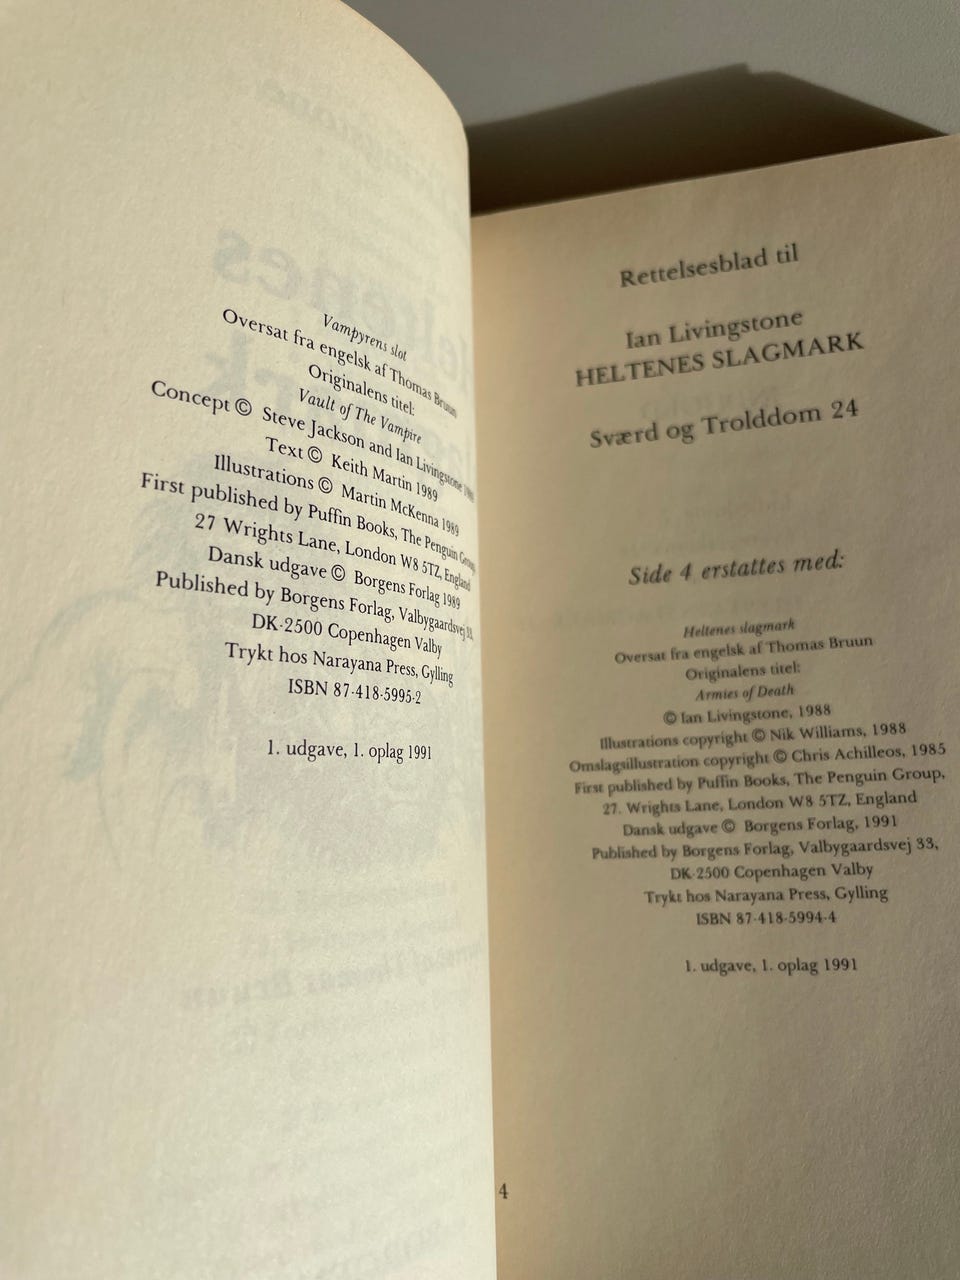 Vampyrens slot
Oversat fra engelsk af Thomas Bruun
Originalens titel:
Vault of The Vampire
Concept © Steve Jackson and Ian Livingstone
Text © Keith Martin 1989
Illustrations © Martin McKenna 1989
First published by Puffin Books, The Penguin Group,
27 Wrights Lane, London W8 5TZ, England
Dansk udgave © Borgens Forlag 1989
Published by Borgens Forlag, Valbygaardsvej 33,
DK-2500 Copenhagen Valby
Trykt hos Narayana Press, Gylling
ISBN 87-418-5995-2
1. udgave, 1. oplag 1991
4
Rettelsesblad til
Ian Livingstone
HELTENES SLAGMARK
Sværd og Trolddom 24
Side 4 erstattes med:
Heltenes slagmark
Oversat fra engelsk af Thomas Bruun
Originalens titel:
Armies of Death
© Ian Livingstone, 1988
Illustrations copyright © Nik Williams, 1988
Omslagsillustration copyright © Chris Achilleos, 1985
First published by Puffin Books, The Penguin Group,
27. Wrights Lane, London W8 5TZ, England
Dansk udgave © Borgens Forlag, 1991
Published by Borgens Forlag, Valbygaardsvej 33,
DK-2500 Copenhagen Valby
Trykt hos Narayana Press, Gylling
ISBN 87-418-5994-4
1. udgave, 1. oplag 1991